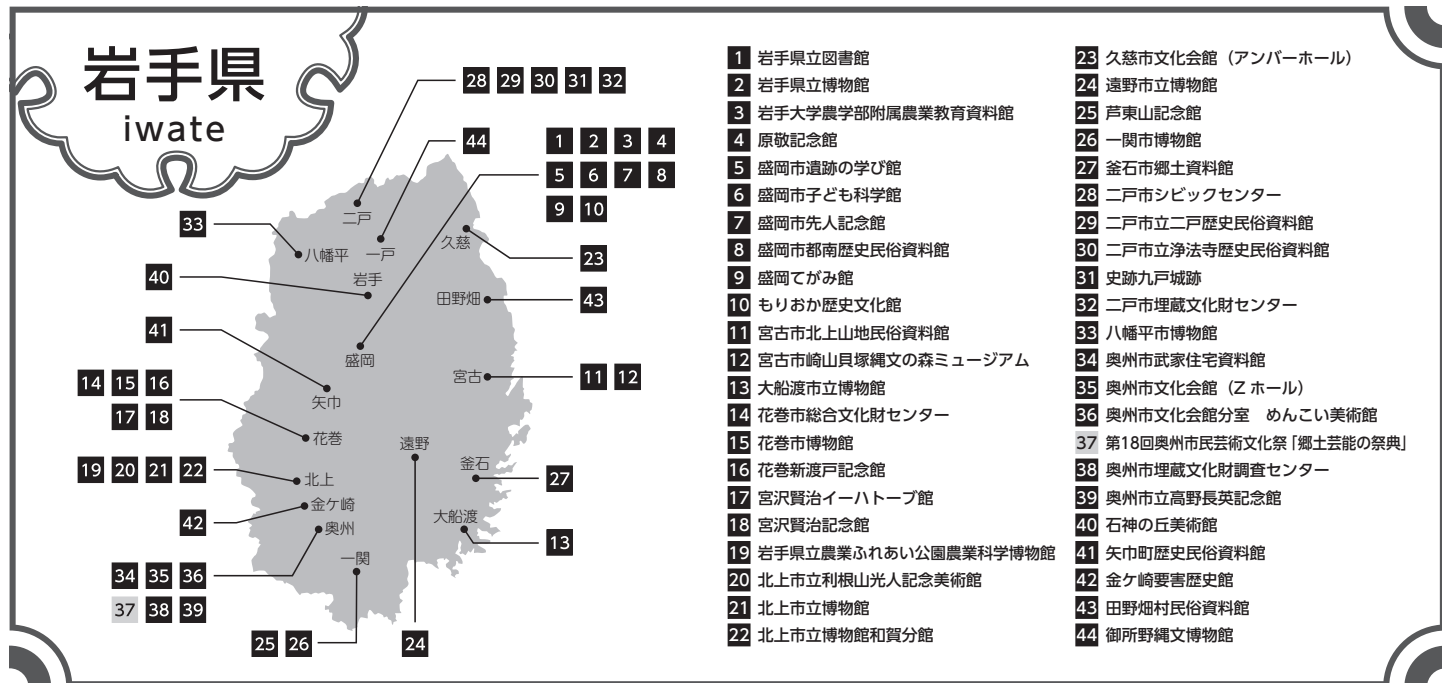 岩手県
iwate
28 29 30 31 32
44
1 2 3 4
5 6 7 8
9 10
33
二戸
八幡平
一戸
久慈
23
40
岩手
田野畑
43
41
盛岡
宮古
11 12
14 15 16
17 18
矢巾
花巻
遠野
釜石
19 20 21 22
北上
27
42
金ケ崎
奥州
大船渡
13
一関
34 35 36
37 38 39
25 26
24
1 岩手県立図書館
2 岩手県立博物館
3 岩手大学農学部附属農業教育資料館
4 原敬記念館
5 盛岡市遺跡の学び館
6 盛岡市子ども科学館
7 盛岡市先人記念館
8 盛岡市都南歴史民俗資料館
9 盛岡てがみ館
10 もりおか歴史文化館
11 宮古市北上山地民俗資料館
12 宮古市崎山貝塚縄文の森ミュージアム
13 大船渡市立博物館
14 花巻市総合文化財センター
15 花巻市博物館
16 花巻新渡戸記念館
17 宮沢賢治イーハトーブ館
18 宮沢賢治記念館
19 岩手県立農業ふれあい公園農業科学博物館
20 北上市立利根山光人記念美術館
21 北上市立博物館
22 北上市立博物館和賀分館
23 久慈市文化会館（アンバーホール）
24 遠野市立博物館
25 芦東山記念館
26 一関市博物館
27 釜石市郷土資料館
28 二戸市シビックセンター
29 二戸市立二戸歴史民俗資料館
30 二戸市立浄法寺歴史民俗資料館
31 史跡九戸城跡
32 二戸市埋蔵文化財センター
33 八幡平市博物館
34 奥州市武家住宅資料館
35 奥州市文化会館（Z ホール）
36 奥州市文化会館分室　めんこい美術館
37 第18回奥州市民芸術文化祭「郷土芸能の祭典」
38 奥州市埋蔵文化財調査センター
39 奥州市立高野長英記念館
40 石神の丘美術館
41 矢巾町歴史民俗資料館
42 金ケ崎要害歴史館
43 田野畑村民俗資料館
44 御所野縄文博物館